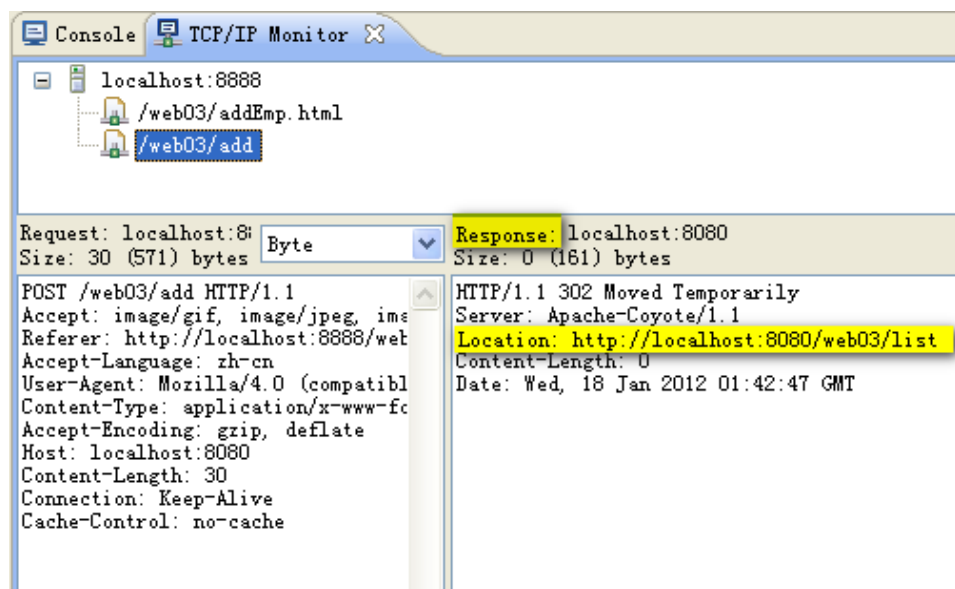 Console TCP/IP Monitor
localhost:8888
/web03/addEmp.html
/web03/add
Request: localhost:8
Size: 30 (571) bytes
Byte
Response: localhost:8080
Size: 0 (161) bytes
POST /web03/add HTTP/1.1
Accept: image/gif, image/jpeg, ima
Referer: http://localhost:8888/web
Accept-Language: zh-cn
User-Agent: Mozilla/4.0 (compatibl
Content-Type: application/x-www-fo
Accept-Encoding: gzip, deflate
Host: localhost:8080
Content-Length: 30
Connection: Keep-Alive
Cache-Control: no-cache
HTTP/1.1 302 Moved Temporarily
Server: Apache-Coyote/1.1
Location: http://localhost:8080/web03/list
Content-Length: 0
Date: Wed, 18 Jan 2012 01:42:47 GMT